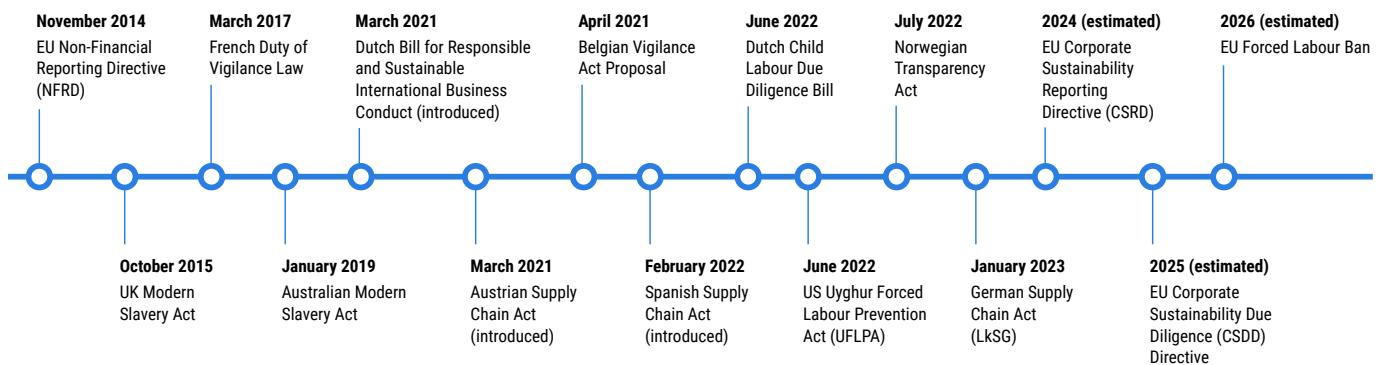 November 2014
EU Non-Financial
Reporting Directive
(NFRD)
March 2017
French Duty of
Vigilance Law
March 2021
Dutch Bill for Responsible
and Sustainable
International Business
Conduct (introduced)
April 2021
Belgian Vigilance
Act Proposal
June 2022
Dutch Child
Labour Due
Diligence Bill
July 2022
Norwegian
Transparency
Act
2024 (estimated)
EU Corporate
Sustainability
Reporting
Directive (CSRD)
2026 (estimated)
EU Forced Labour Ban
October 2015
UK Modern
Slavery Act
January 2019
Australian Modern
Slavery Act
March 2021
Austrian Supply
Chain Act
(introduced)
February 2022
Spanish Supply
Chain Act
(introduced)
June 2022
US Uyghur Forced
Labour Prevention
Act (UFLPA)
January 2023
German Supply
Chain Act
(LkSG)
2025 (estimated)
EU Corporate
Sustainability Due
Diligence (CSDD)
Directive